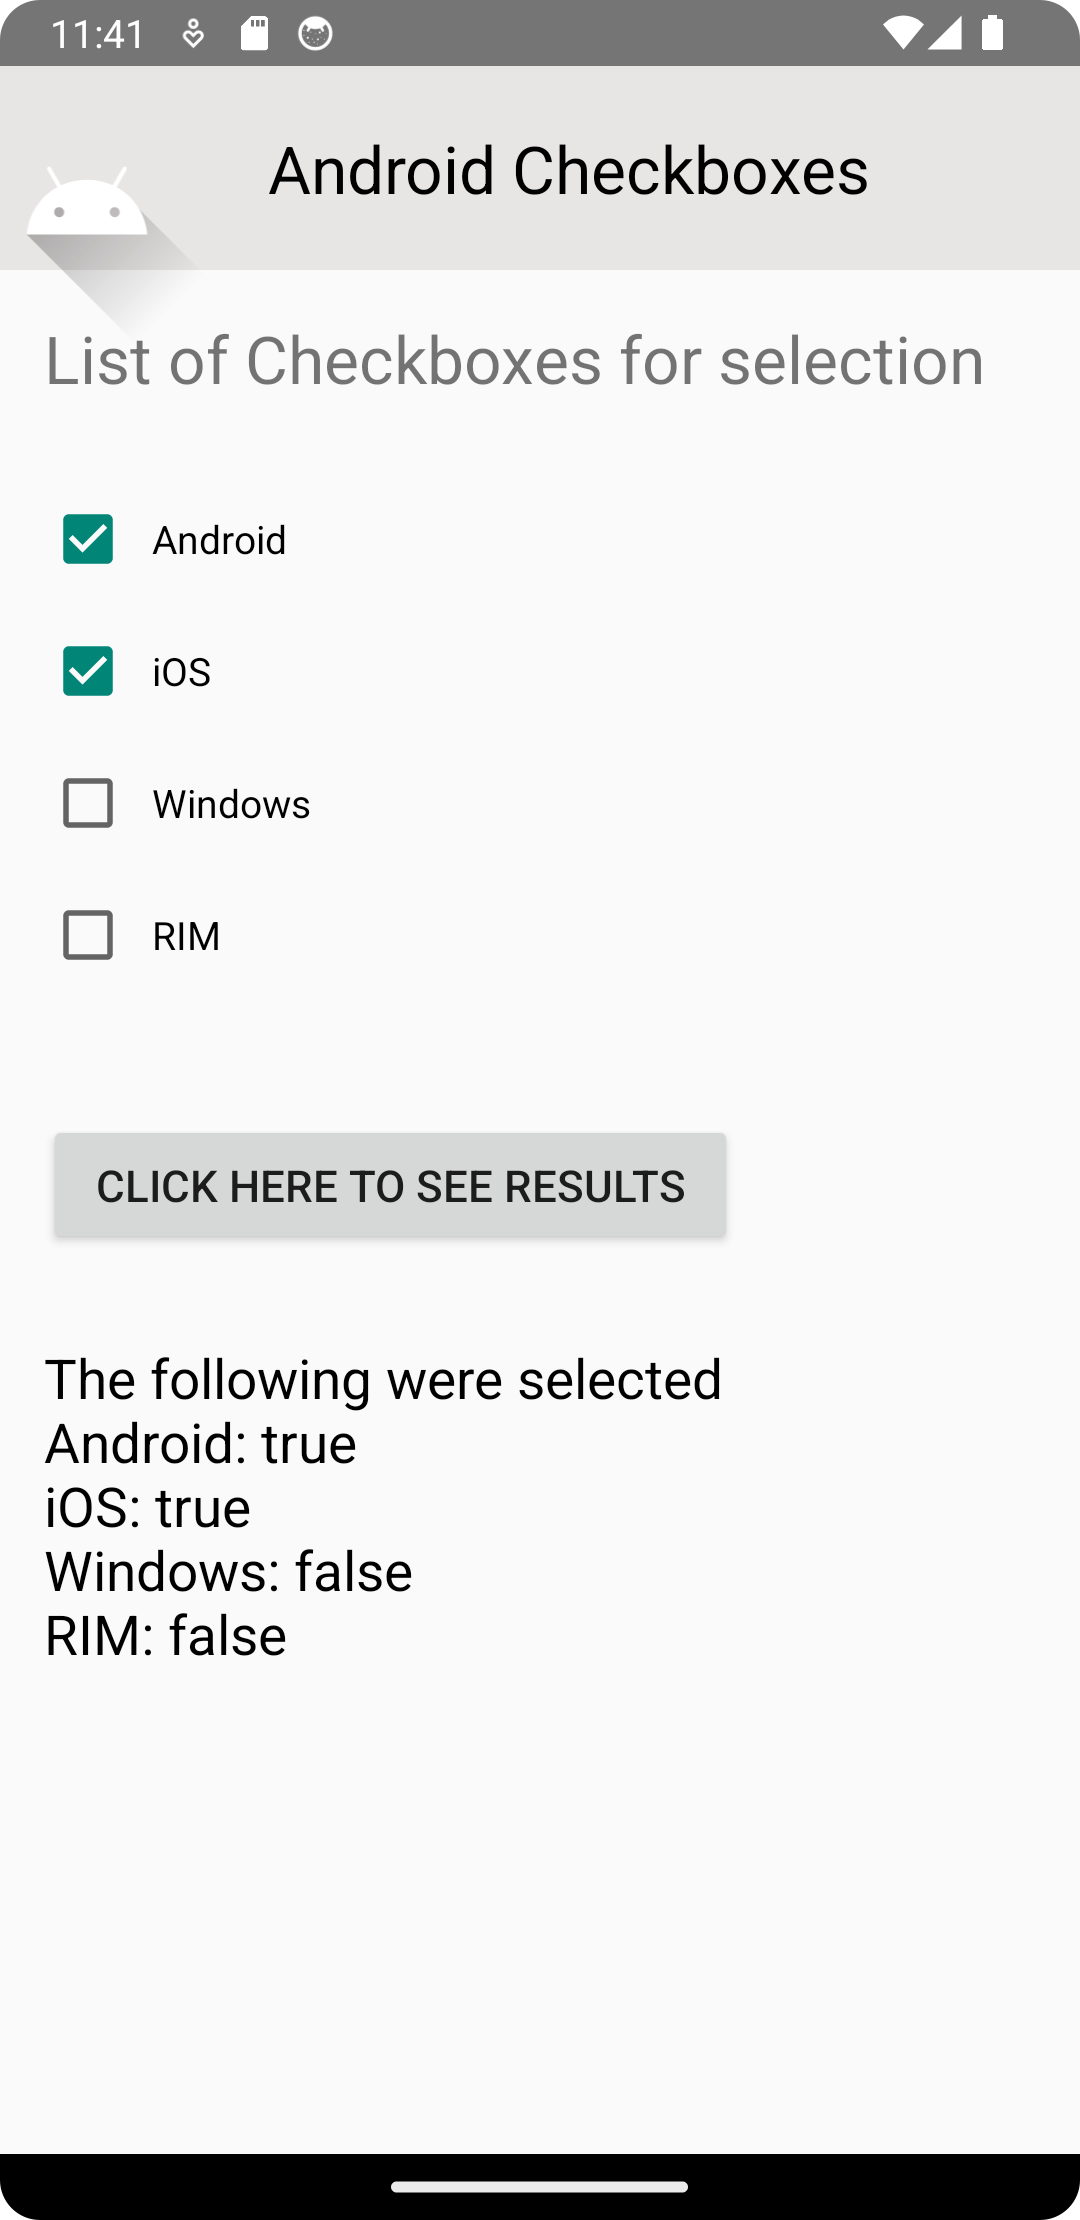 11:41
Android Checkboxes
List of Checkboxes for selection
Android
iOS
Windows
RIM
CLICK HERE TO SEE RESULTS
The following were selected
Android: true
iOS: true
Windows: false
RIM: false